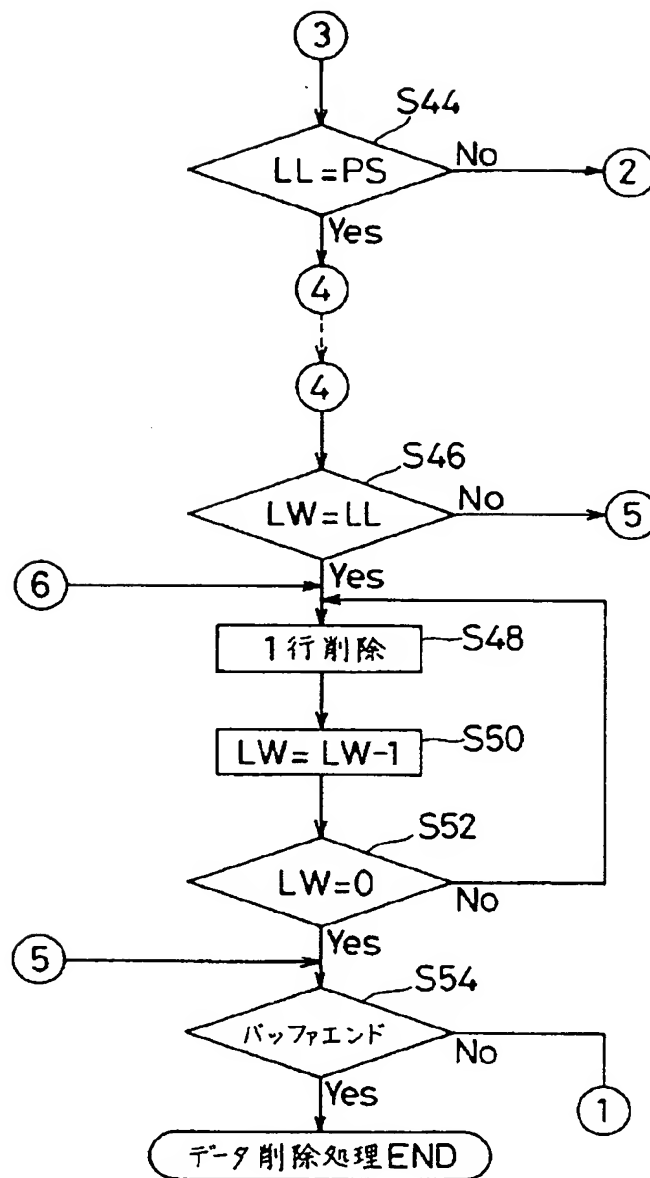 3
S44
LL=PS
No
2
Yes
4
4
S46
LW=LL
No
5
6
Yes
1行削除
S48
LW=LW-1
S50
S52
LW=0
No
Yes
5
S54
バッファエンド
No
Yes
1
データ削除処理END